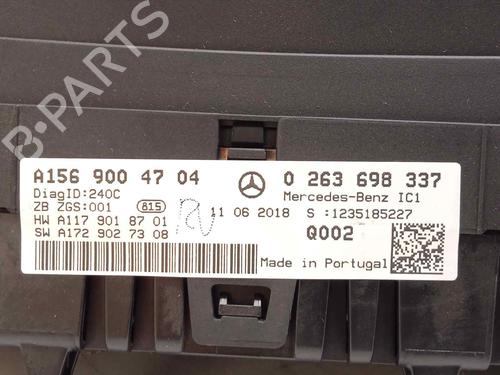 B-PARTS
A156 900 47 04
0 263 698 337
DiagID:240C
Mercedes-Benz IC1
ZB ZGS:001
815
11 06 2018
S :1235185227
HW A117 901 87 01
Q002
SW A172 902 73 08
Made in Portugal